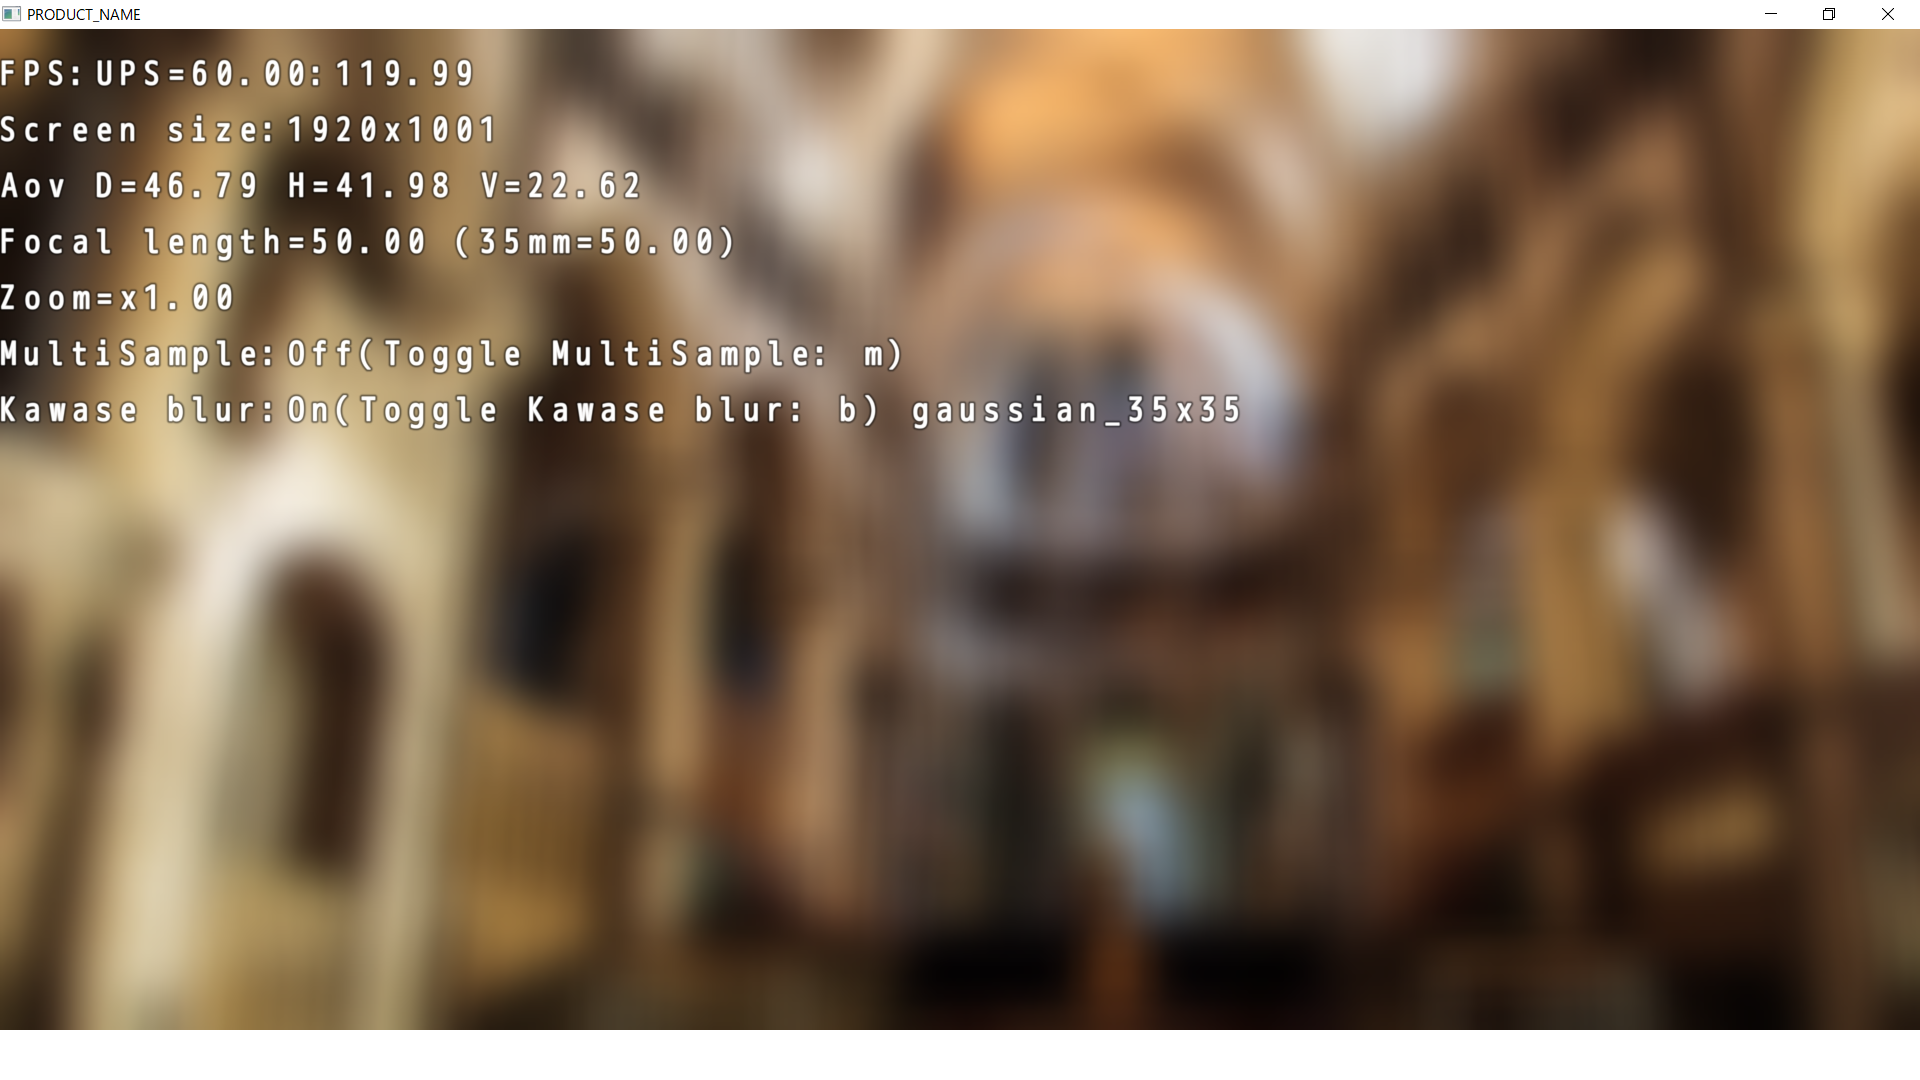 PRODUCT_NAME
FPS:UPS=60.00:119.99
Screen size:1920x1001
Aov D=46.79 H=41.98 V=22.62
Focal length=50.00 (35mm=50.00)
Zoom=x1.00
MultiSample:Off(Toggle MultiSample: m)
Kawase blur:On(Toggle Kawase blur: b) gaussian_35x35